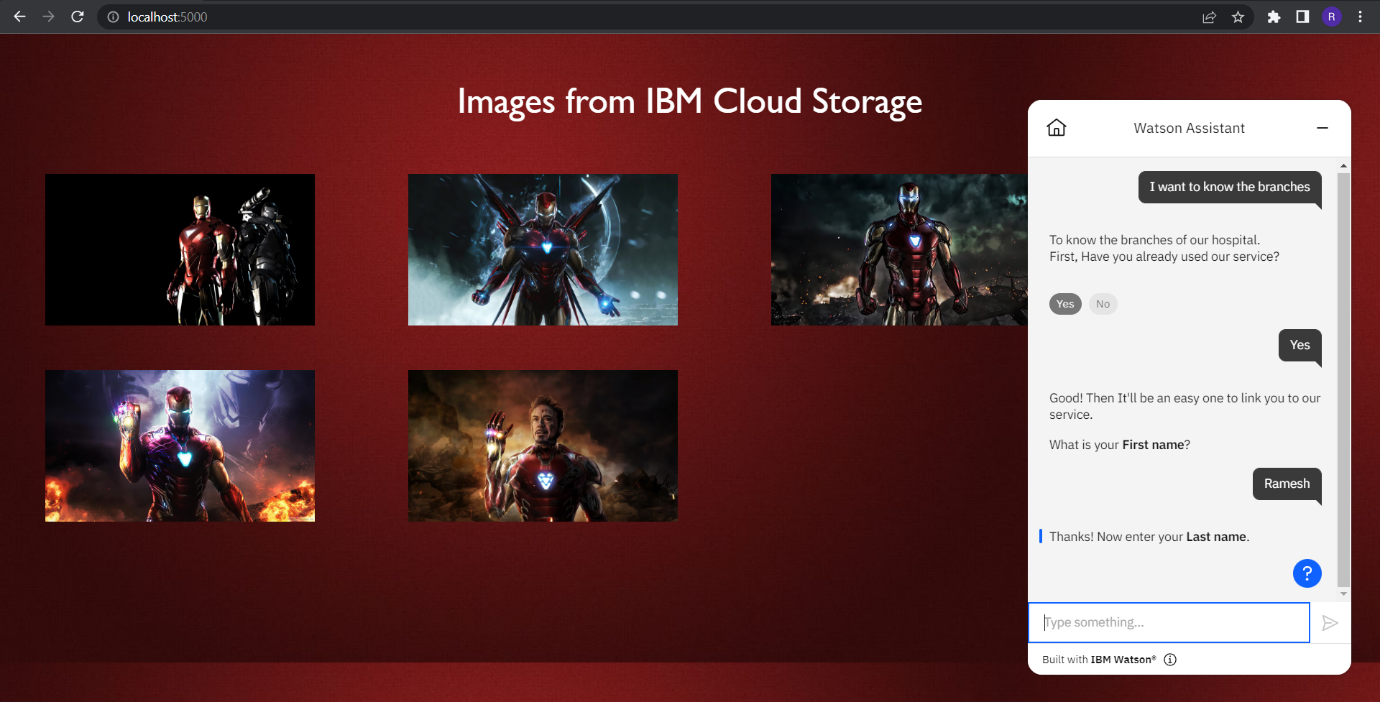 localhost:5000
R
Images from IBM Cloud Storage
Watson Assistant
I want to know the branches
To know the branches of our hospital.
First, Have you already used our service?
Yes No
Yes
Good! Then It'll be an easy one to link you to our
service.
What is your First name?
Ramesh
Thanks! Now enter your Last name.
?
Type something...
Built with IBM Watson®